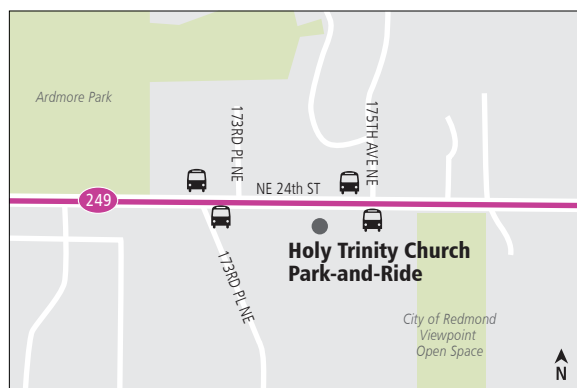 Ardmore Park
173RD PL NE
175TH AVE NE
NE 24th ST
249
Holy Trinity Church
Park-and-Ride
173RD PL NE
City of Redmond
Viewpoint
Open Space
N